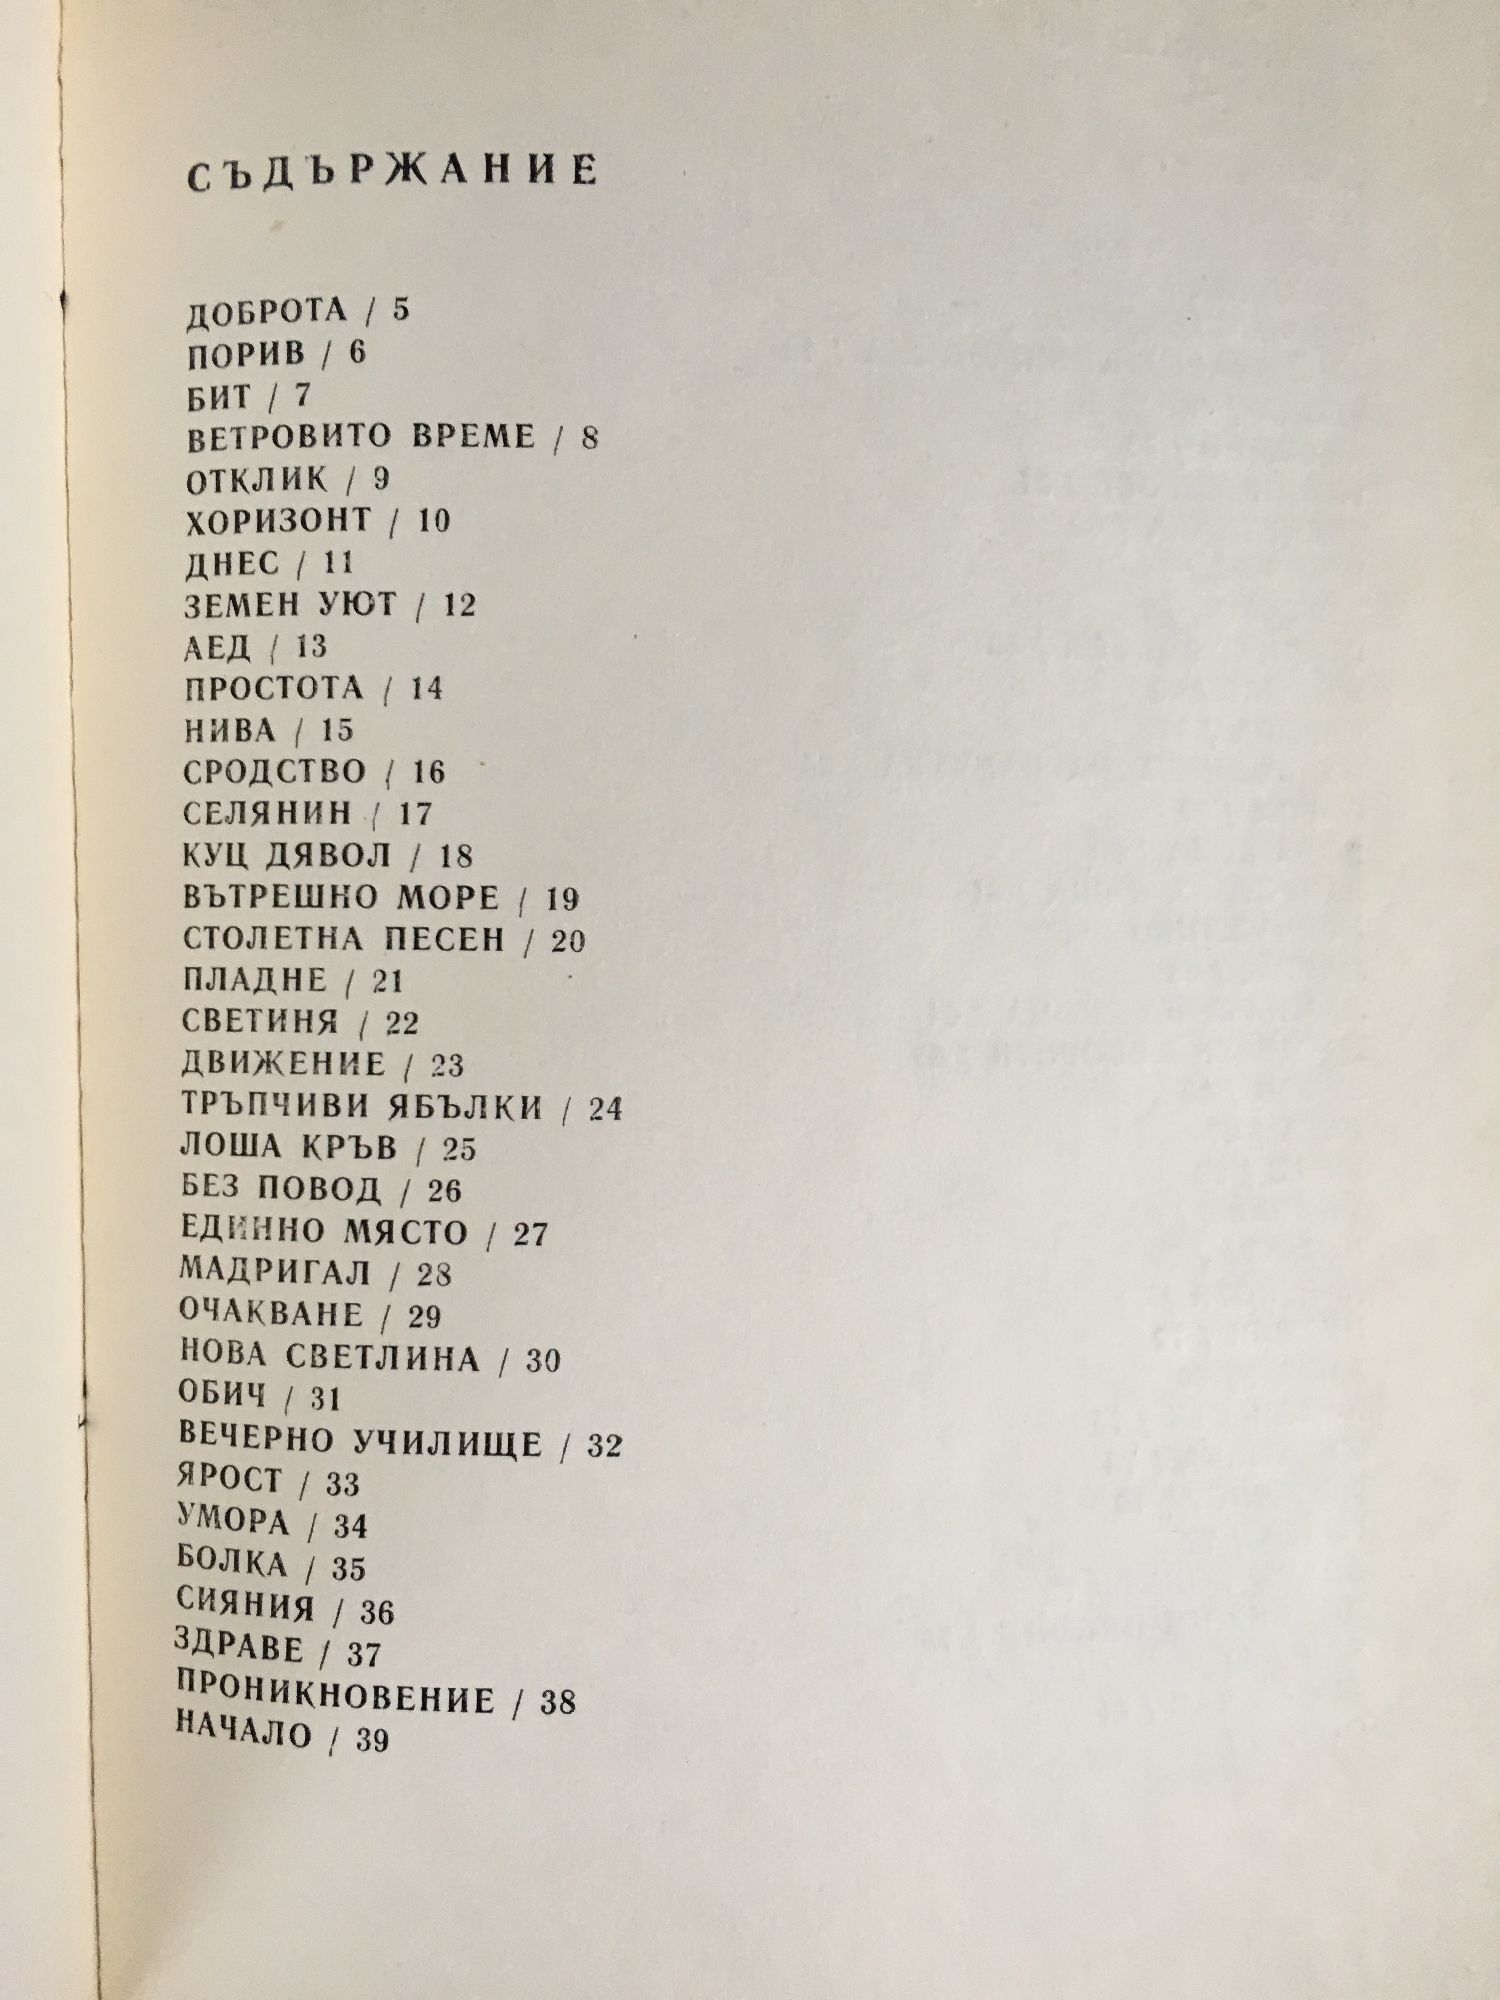 СЪДЪРЖАНИЕ
ДОБРОТА / 5
ПОРИВ / 6
БИТ / 7
ВЕТРОВИТО ВРЕМЕ / 8
ОТКЛИК / 9
ХОРИЗОНТ / 10
ДНЕС / 11
ЗЕМЕН УЮТ / 12
АЕД / 13
ПРОСТОТА / 14
НИВА / 15
СРОДСТВО / 16
СЕЛЯНИН / 17
КУЦ ДЯВОЛ / 18
ВЪТРЕШНО МОРЕ / 19
СТОЛЕТНА ПЕСЕН / 20
ПЛАДНЕ / 21
СВЕТИНЯ / 22
ДВИЖЕНИЕ / 23
ТРЪПЧИВИ ЯБЪЛКИ / 24
ЛОША КРЪВ / 25
БЕЗ ПОВОД / 26
ЕДИННО МЯСТО / 27
МАДРИГАЛ / 28
ОЧАКВАНЕ / 29
НОВА СВЕТЛИНА / 30
ОБИЧ / 31
ВЕЧЕРНО УЧИЛИЩЕ / 32
ЯРОСТ / 33
УМОРА / 34
БОЛКА / 35
СИЯНИЯ / 36
ЗДРАВЕ / 37
ПРОНИКНОВЕНИЕ / 38
НАЧАЛО / 39